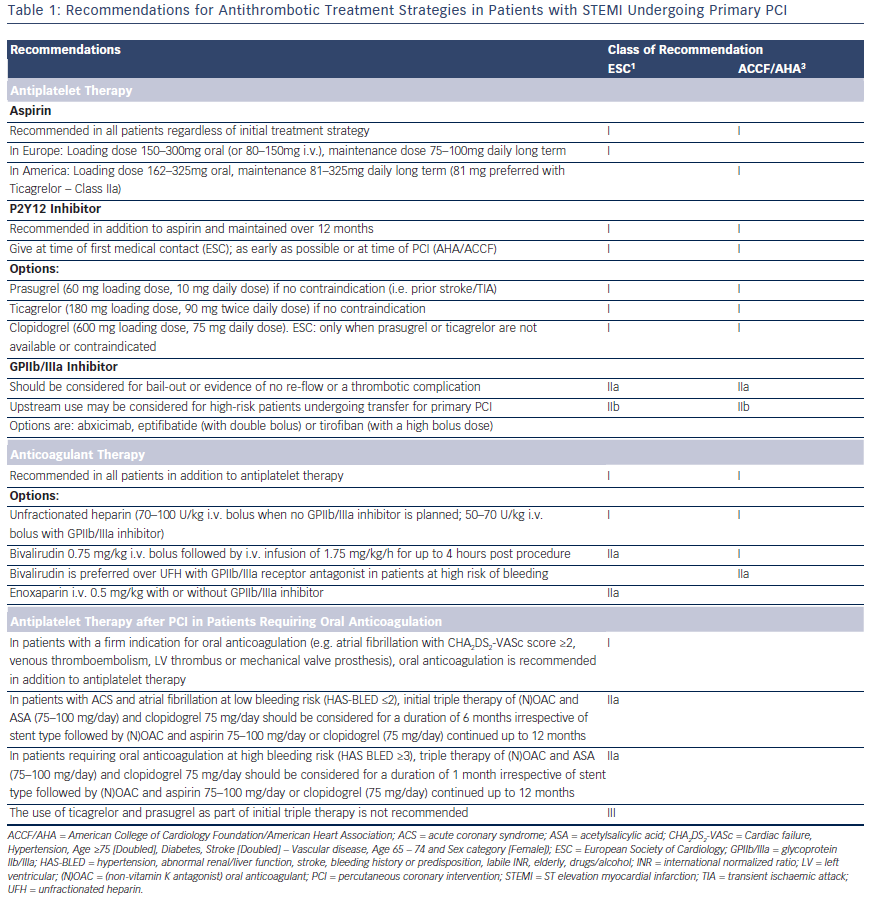 Table 1: Recommendations for Antithrombotic Treatment Strategies in Patients with STEMI Undergoing Primary PCI
Recommendations Class of Recommendation
ESC1 ACCF/AHA3
Antiplatelet Therapy
Aspirin
Recommended in all patients regardless of initial treatment strategy I I
In Europe: Loading dose 150–300mg oral (or 80–150mg i.v.), maintenance dose 75–100mg daily long term I
In America: Loading dose 162–325mg oral, maintenance 81–325mg daily long term (81 mg preferred with I
Ticagrelor – Class IIa)
P2Y12 Inhibitor
Recommended in addition to aspirin and maintained over 12 months I I
Give at time of first medical contact (ESC); as early as possible or at time of PCI (AHA/ACCF) I I
Options:
Prasugrel (60 mg loading dose, 10 mg daily dose) if no contraindication (i.e. prior stroke/TIA) I I
Ticagrelor (180 mg loading dose, 90 mg twice daily dose) if no contraindication I I
Clopidogrel (600 mg loading dose, 75 mg daily dose). ESC: only when prasugrel or ticagrelor are not I I
available or contraindicated
GPIIb/IIIa Inhibitor
Should be considered for bail-out or evidence of no re-flow or a thrombotic complication IIa IIa
Upstream use may be considered for high-risk patients undergoing transfer for primary PCI IIb IIb
Options are: abxcimab, eptifibatide (with double bolus) or tirofiban (with a high bolus dose)
Anticoagulant Therapy
Recommended in all patients in addition to antiplatelet therapy I I
Options:
Unfractionated heparin (70–100 U/kg i.v. bolus when no GPIIb/IIIa inhibitor is planned; 50–70 U/kg i.v. I I
bolus with GPIIb/IIIa inhibitor)
Bivalirudin 0.75 mg/kg i.v. bolus followed by i.v. infusion of 1.75 mg/kg/h for up to 4 hours post procedure IIa I
Bivalirudin is preferred over UFH with GPIIb/IIIa receptor antagonist in patients at high risk of bleeding IIa
Enoxaparin i.v. 0.5 mg/kg with or without GPIIb/IIIa inhibitor IIa
Antiplatelet Therapy after PCI in Patients Requiring Oral Anticoagulation
In patients with a firm indication for oral anticoagulation (e.g. atrial fibrillation with CHA2DS2-VASc score ≥2, I
venous thromboembolism, LV thrombus or mechanical valve prosthesis), oral anticoagulation is recommended
in addition to antiplatelet therapy
In patients with ACS and atrial fibrillation at low bleeding risk (HAS-BLED ≤2), initial triple therapy of (N)OAC and IIa
ASA (75–100 mg/day) and clopidogrel 75 mg/day should be considered for a duration of 6 months irrespective of
stent type followed by (N)OAC and aspirin 75–100 mg/day or clopidogrel (75 mg/day) continued up to 12 months
In patients requiring oral anticoagulation at high bleeding risk (HAS BLED ≥3), triple therapy of (N)OAC and ASA IIa
(75–100 mg/day) and clopidogrel 75 mg/day should be considered for a duration of 1 month irrespective of stent
type followed by (N)OAC and aspirin 75–100 mg/day or clopidogrel (75 mg/day) continued up to 12 months
The use of ticagrelor and prasugrel as part of initial triple therapy is not recommended III
ACCF/AHA = American College of Cardiology Foundation/American Heart Association; ACS = acute coronary syndrome; ASA = acetylsalicylic acid; CHA2DS2-VASc = Cardiac failure,
Hypertension, Age ≥75 [Doubled], Diabetes, Stroke [Doubled] – Vascular disease, Age 65 – 74 and Sex category [Female]); ESC = European Society of Cardiology; GPIIb/IIIa = glycoprotein
IIb/IIIa; HAS-BLED = hypertension, abnormal renal/liver function, stroke, bleeding history or predisposition, labile INR, elderly, drugs/alcohol; INR = international normalized ratio; LV = left
ventricular; (N)OAC = (non-vitamin K antagonist) oral anticoagulant; PCI = percutaneous coronary intervention; STEMI = ST elevation myocardial infarction; TIA = transient ischaemic attack;
UFH = unfractionated heparin.